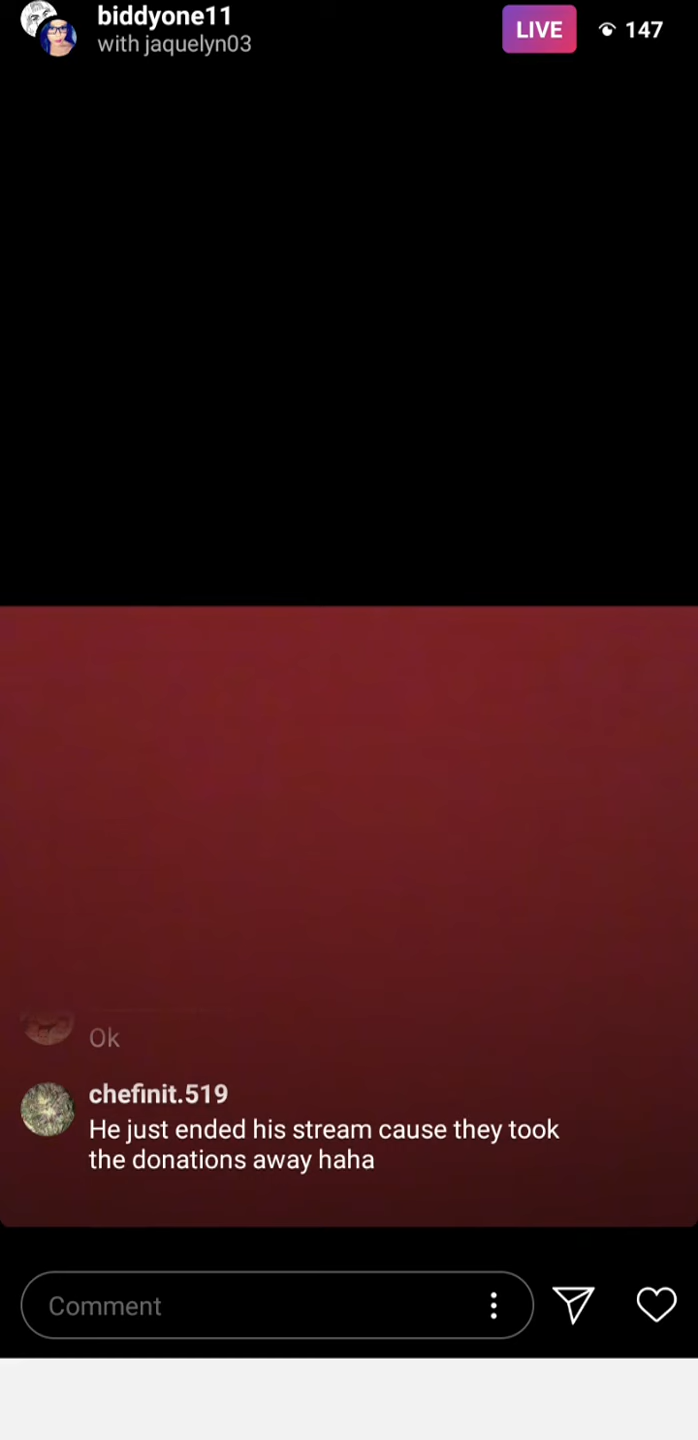 biddyone11
with jaquelyn03
LIVE
147
Ok
chefinit.519
He just ended his stream cause they took
the donations away haha
Comment